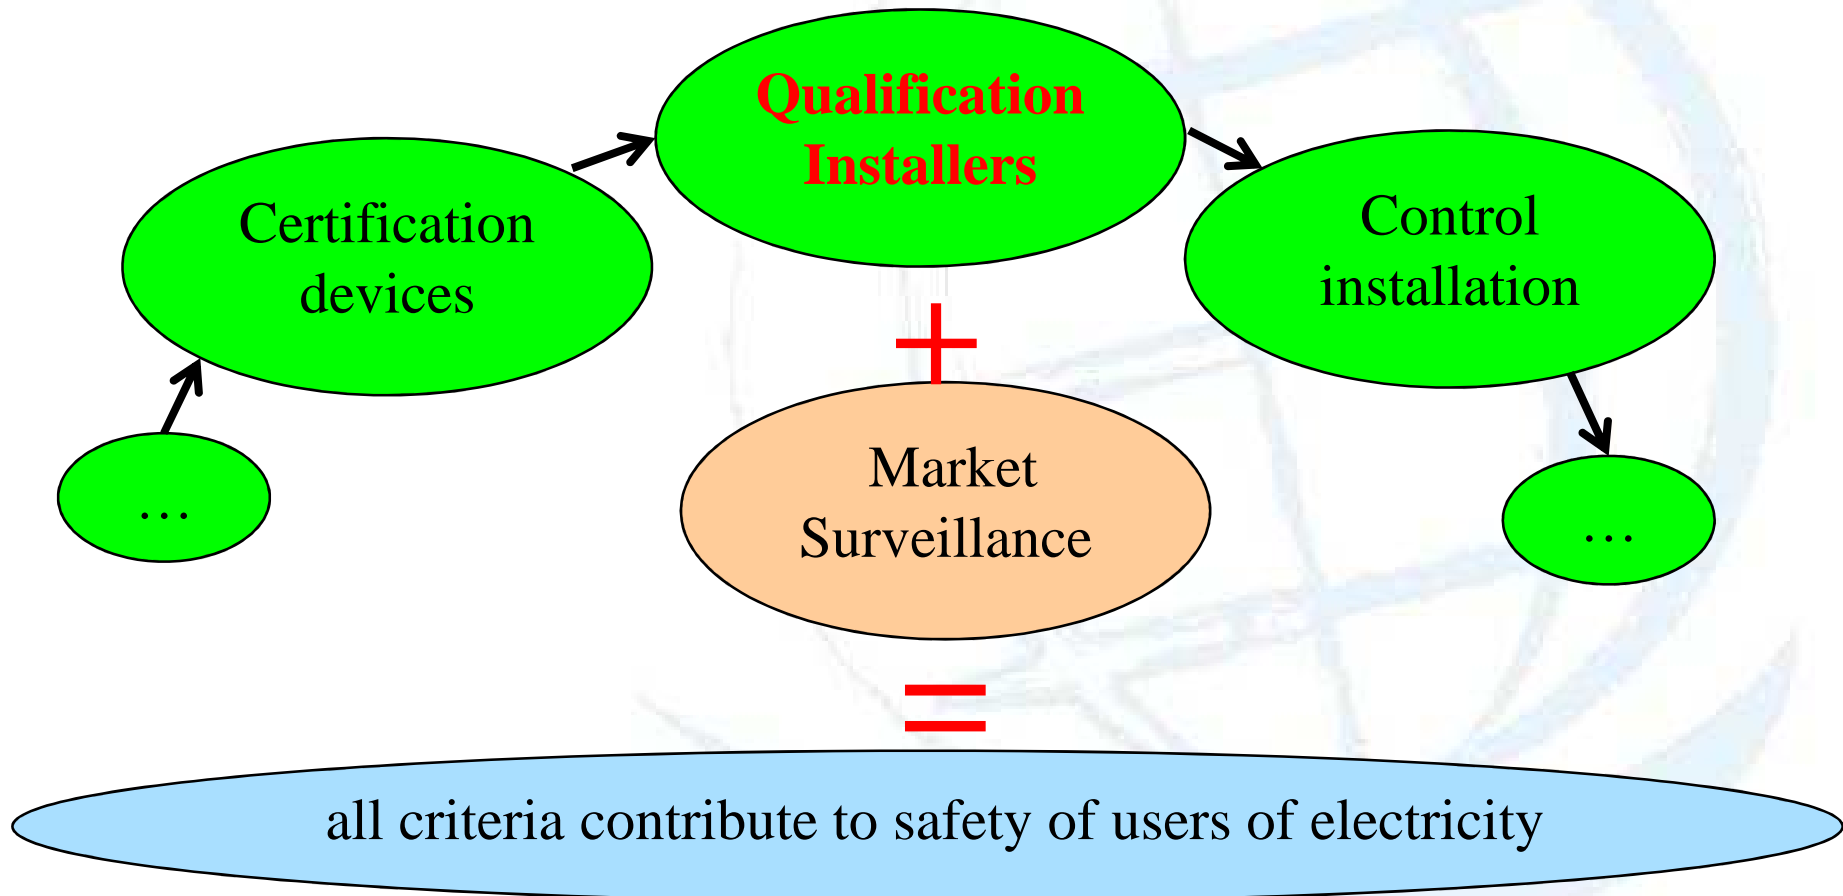 Qualification
Installers
Certification
devices
Control
installation
+
Market
Surveillance
…
…
=
all criteria contribute to safety of users of electricity